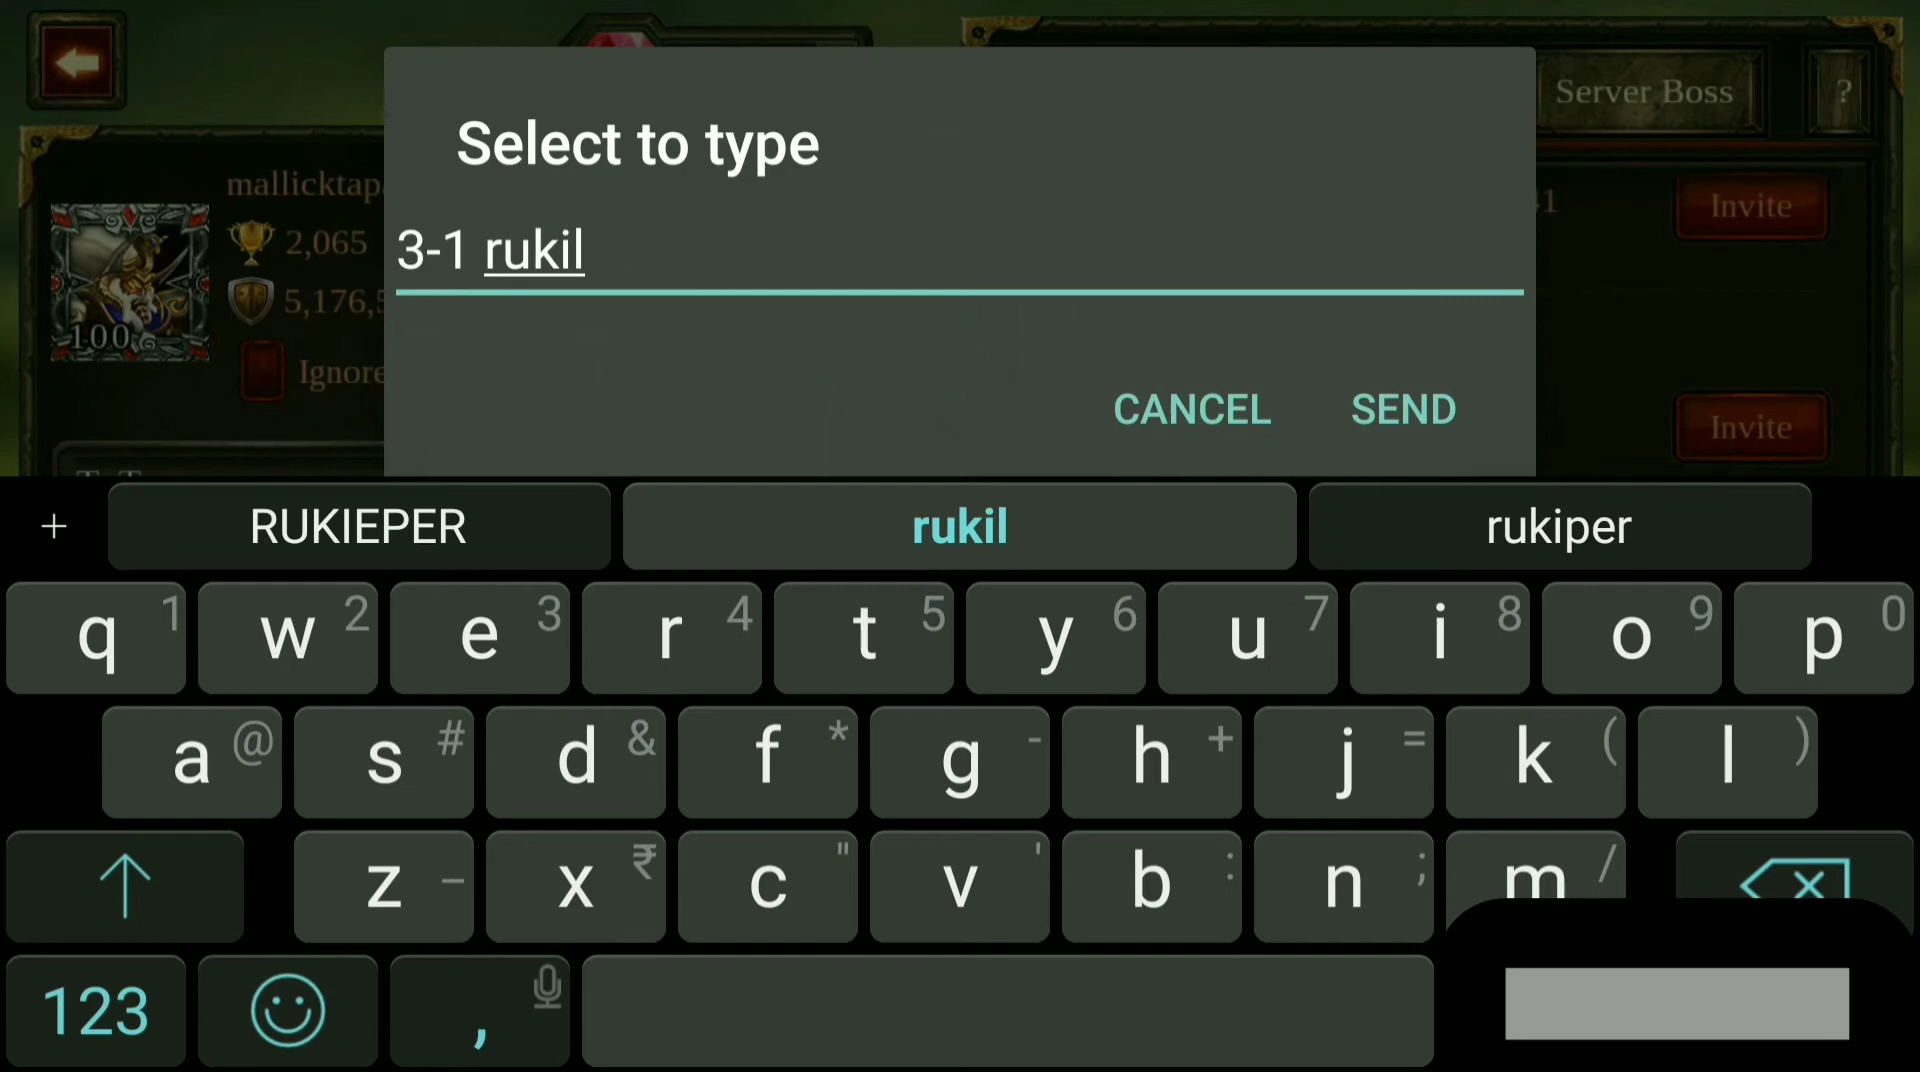 Server Boss
?
Select to type
mallicktap
2,065
3-1 rukil
41
Invite
5,176,5
100
Ignore
CANCEL
SEND
Invite
+
RUKIEPER
rukil
rukiper
q 1 w 2 e 3 r 4 t 5 y 6 u 7 i 8 o 9 p 0
a @ s # d & f * g - h + j = k ( l )
z _ x ₹ c " v ' b : n ; m /
123 ,